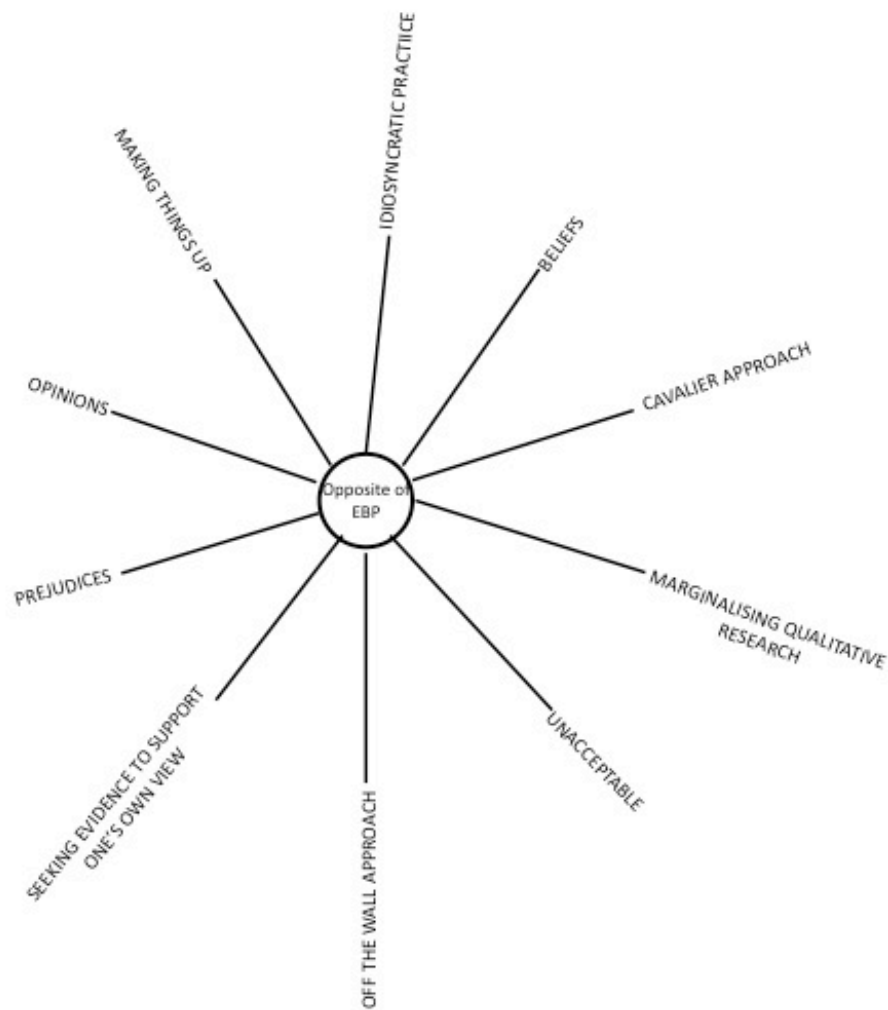 IDIOSYNCRATIC PRACTIICE
BELIEFS
CAVALIER APPROACH
MARGINALISING QUALITATIVE
RESEARCH
UNACCEPTABLE
OFF THE WALL APPROACH
SEEKING EVIDENCE TO SUPPORT
ONE'S OWN VIEW
PREJUDICES
OPINIONS
MAKING THINGS UP
Opposite of
EBP